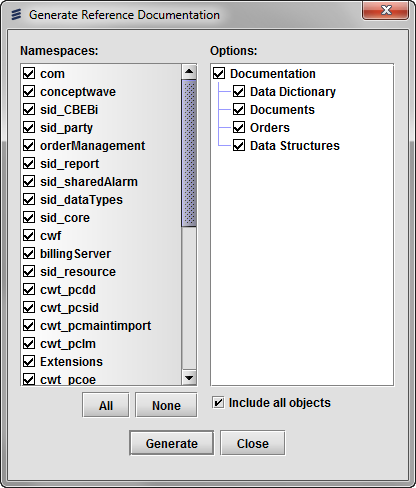 Generate Reference Documentation
Namespaces:
com
conceptwave
sid_CBEBi
sid_party
orderManagement
sid_report
sid_sharedAlarm
sid_dataTypes
sid_core
cwf
billingServer
sid_resource
cwt_pcdd
cwt_pcsid
cwt_pcmaintimport
cwt_pclm
Extensions
cwt_pcoe
All
None
Options:
Documentation
Data Dictionary
Documents
Orders
Data Structures
Include all objects
Generate
Close